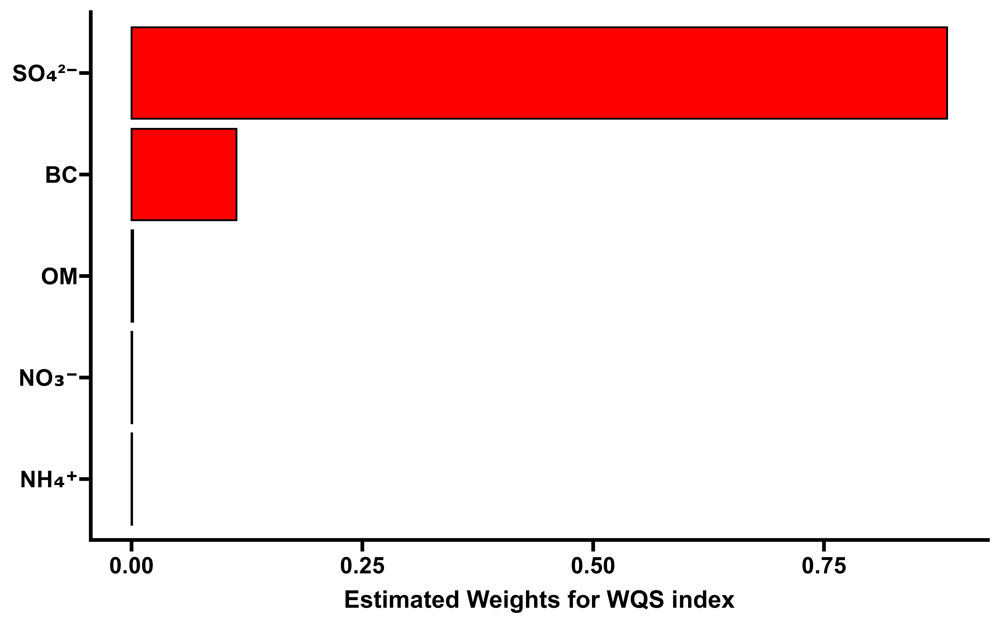 SO₄²⁻
BC
OM
NO₃⁻
NH₄⁺
0.00 0.25 0.50 0.75
Estimated Weights for WQS index